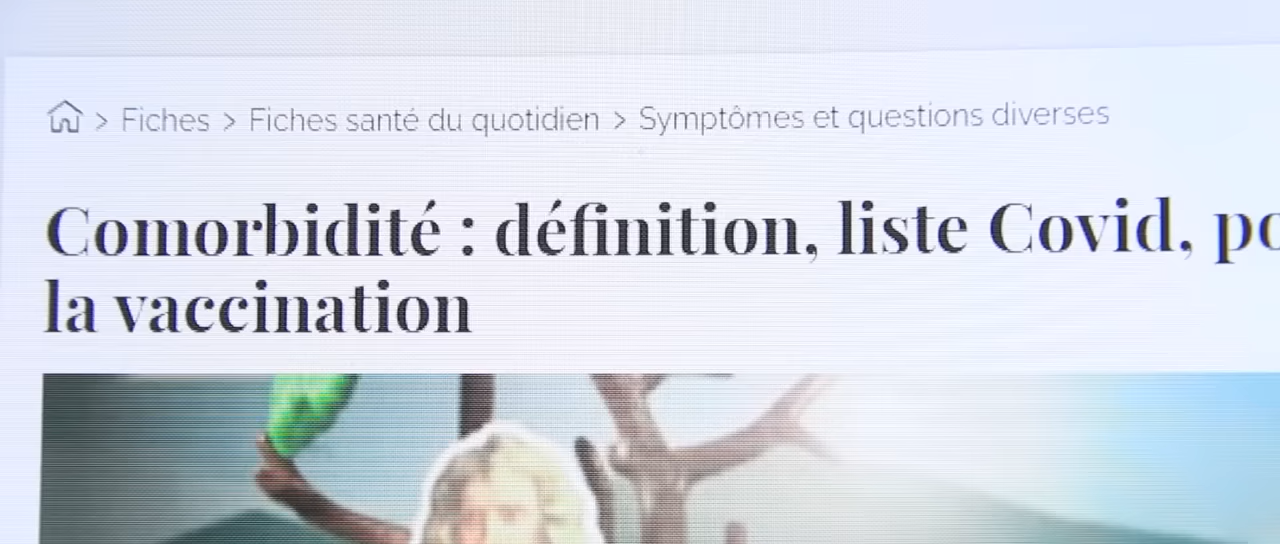 > Fiches > Fiches santé du quotidien > Symptômes et questions diverses
Comorbidité : définition, liste Covid,
la vaccination